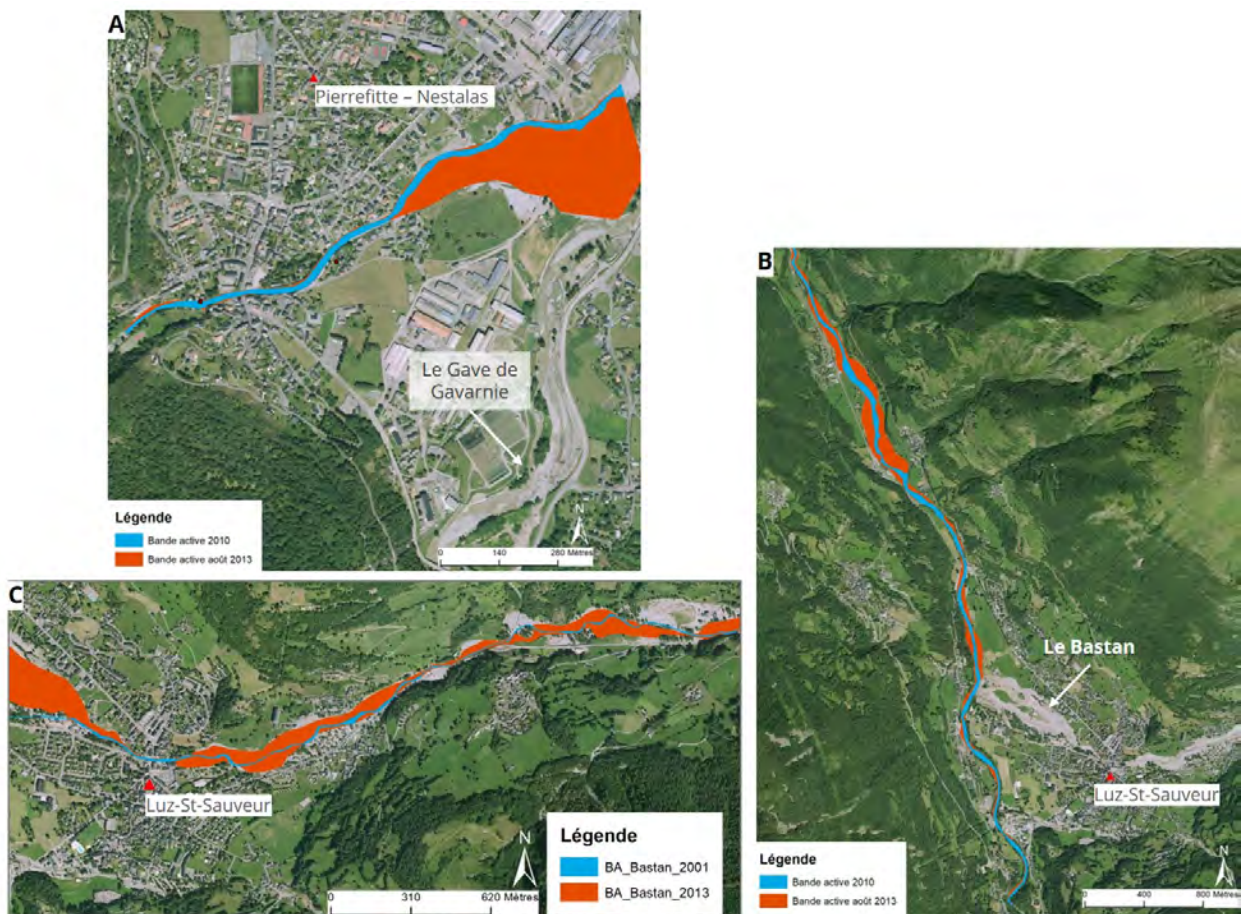 A
Pierrefitte – Nestalas
Le Gave de
Gavarnie
Légende
Bande active 2010
Bande active août 2013
N
0 140 280 Mètres
B
Le Bastan
Luz-St-Sauveur
Légende
Bande active 2010
Bande active août 2013
N
0 400 800 Mètres
C
Luz-St-Sauveur
Légende
BA_Bastan_2001
BA_Bastan_2013
N
0 310 620 Mètres